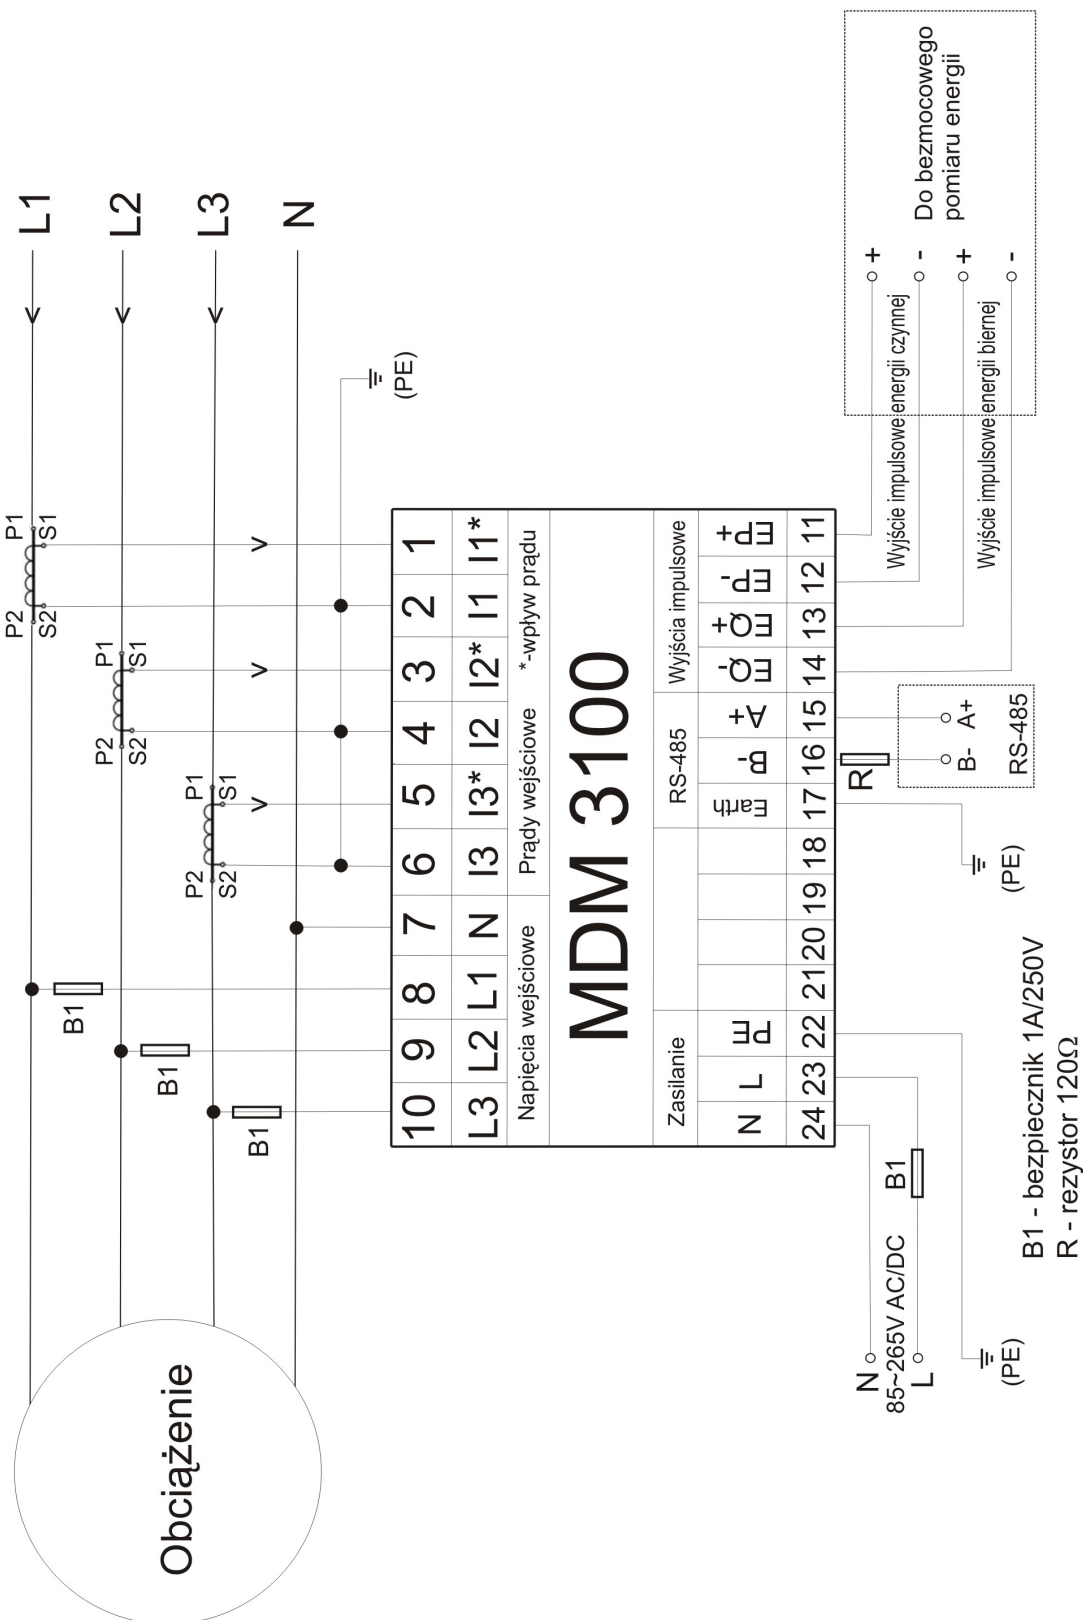 L1
L2
L3
N
P2
P1
S2
S1
P2
P1
S2
S1
P2
P1
S2
S1
B1
B1
B1
Obciążenie
(PE)
10 9 8 7 6 5 4 3 2 1
L3 L2 L1 N I3 I3* I2 I2* I1 I1*
Napięcia wejściowe
Prądy wejściowe
*-wpływ prądu
MDM 3100
Zasilanie
RS-485
Wyjścia impulsowe
N L PE Earth B- A+ EQ- EQ+ EP- EP+
24 23 22 21 20 19 18 17 16 15 14 13 12 11
R
B1
N
85~265V AC/DC
L
(PE)
(PE)
B- A+
RS-485
Wyjście impulsowe energii czynnej
Wyjście impulsowe energii biernej
+
-
+
-
Do bezmocowego
pomiaru energii
B1 - bezpiecznik 1A/250V
R - rezystor 120Ω